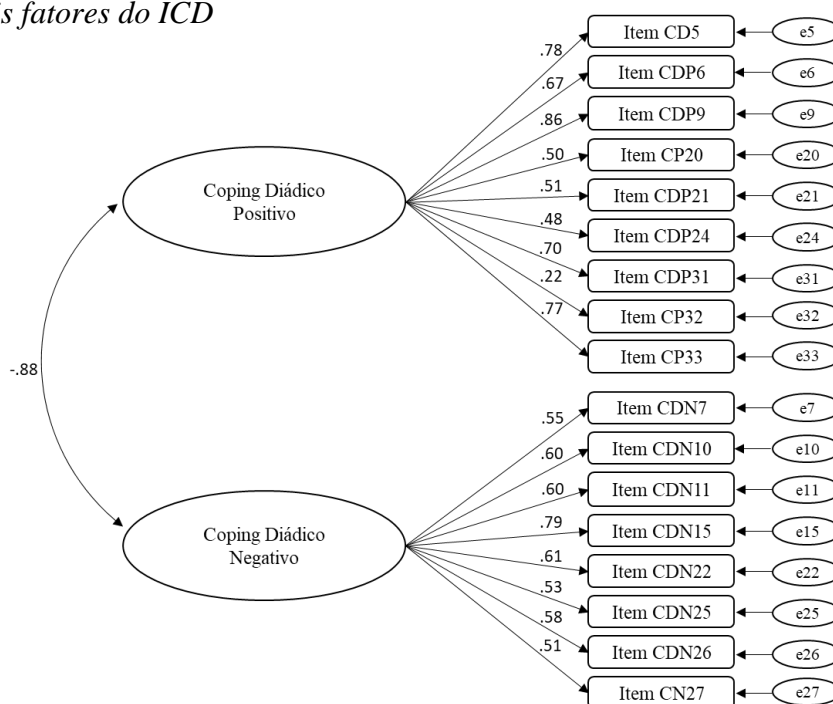 is fatores do ICD
Coping Diádico
Positivo
.78
.67
.86
.50
.51
.48
.70
.22
.77
Item CD5
e5
Item CDP6
e6
Item CDP9
e9
Item CP20
e20
Item CDP21
e21
Item CDP24
e24
Item CDP31
e31
Item CP32
e32
Item CP33
e33
-.88
Coping Diádico
Negativo
.55
.60
.60
.79
.61
.53
.58
.51
Item CDN7
e7
Item CDN10
e10
Item CDN11
e11
Item CDN15
e15
Item CDN22
e22
Item CDN25
e25
Item CDN26
e26
Item CN27
e27